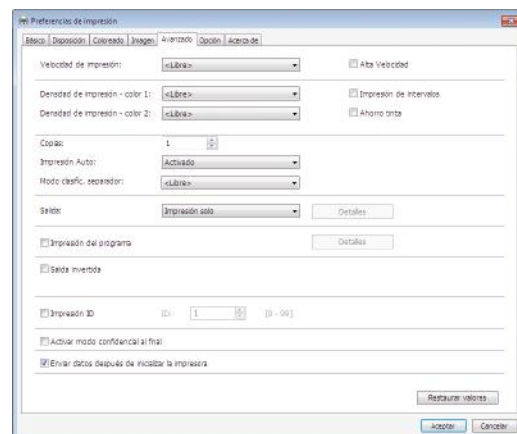 Preferencias de impresión
Básico Disposición Coloreado Imagen Avanzado Opción Acerca de
Velocidad de impresión: <Libre> Alta Velocidad
Densidad de impresión - color 1: <Libre> Impresión de intervalos
Densidad de impresión - color 2: <Libre> Ahorro tinta
Copias: 1
Impresión Auto: Activado
Modo clasfic. separador: <Libre>
Salida: Impresión solo Detalles
Impresión del programa Detalles
Salida invertida
Impresión ID ID: 1 [0 - 99]
Activar modo confidencial al final
Enviar datos después de inicializar la impresora
Restaurar valores
Aceptar Cancelar